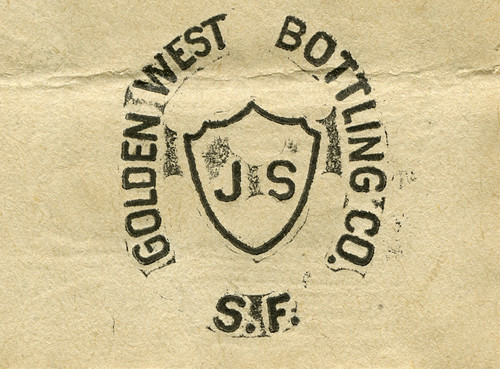 GOLDEN WEST BOTTLING CO.
J S
S.F.